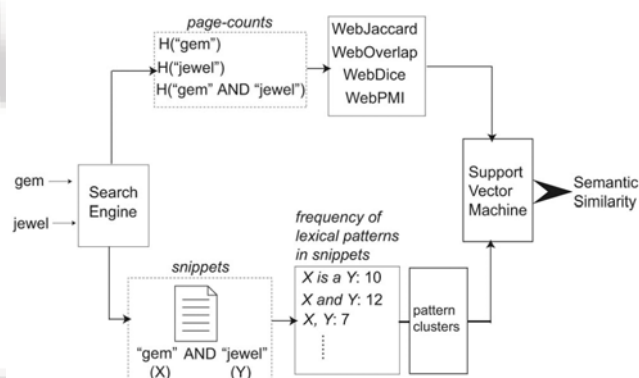 page-counts
H("gem")
H("jewel")
H("gem" AND "jewel")
WebJaccard
WebOverlap
WebDice
WebPMI
gem
jewel
Search
Engine
Support
Vector
Machine
Semantic
Similarity
snippets
"gem" AND "jewel"
(X) (Y)
frequency of
lexical patterns
in snippets
X is a Y: 10
X and Y: 12
X, Y: 7
pattern
clusters